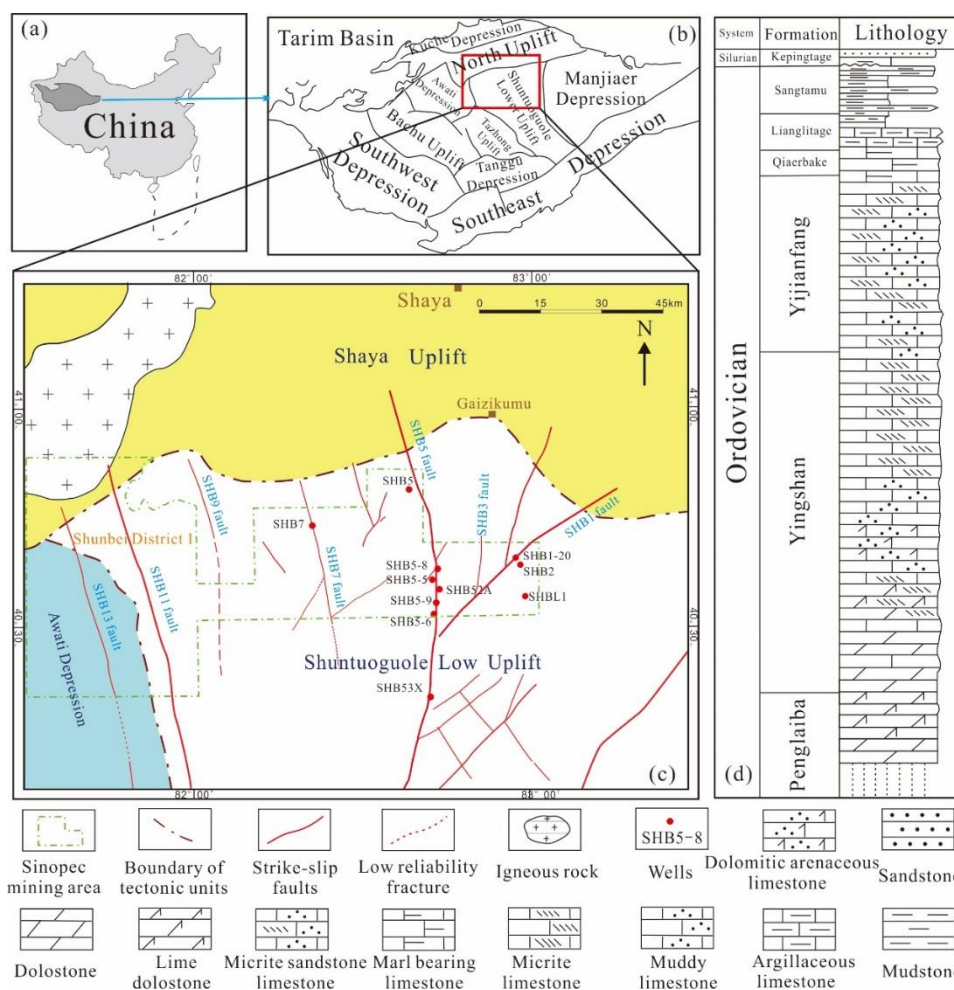 (a)
China
Tarim Basin
(b)
Kuche Depression
North Uplift
Awati
Depression
Shuntuoguole
Lower Uplift
Manjiaer
Depression
Bachu Uplift
Tazhong
Uplift
Southwest
Depression
Tanggu
Depression
Southeast
Depression
System
Formation
Lithology
Silurian
Kepingtage
Ordovician
Sangtamu
Lianglitage
Qiaerbake
Yijianfang
Yingshan
Penglaiba
(d)
82°00′
83°00′
Shaya
0 15 30 45km
N
Shaya Uplift
41°00′
41°00′
Gaizikumu
SHB5 fault
SHB9 fault
SHB5
SHB3 fault
SHB1 fault
SHB7
Shunbei District 1
SHB1-20
SHB2
SHB5-8
SHB5-5
SHB52A
SHBL1
SHB7 fault
SHB11 fault
SHB13 fault
SHB5-9
SHB5-6
40°30′
40°30′
Awati Depression
Shuntuoguole Low Uplift
SHB53X
(c)
82°00′
Sinopec
mining area
Boundary of
tectonic units
Strike-slip
faults
Low reliability
fracture
Igneous rock
SHB5-8
Wells
Dolomitic arenaceous
limestone
Sandstone
Dolostone
Lime
dolostone
Micrite sandstone
limestone
Marl bearing
limestone
Micrite
limestone
Muddy
limestone
Argillaceous
limestone
Mudstone